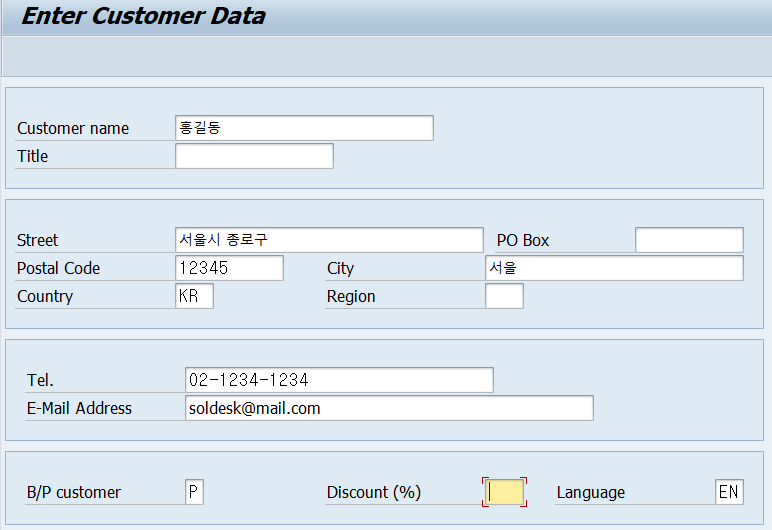 Enter Customer Data
Customer name 홍길동
Title
Street 서울시 종로구 PO Box
Postal Code 12345 City 서울
Country KR Region
Tel. 02-1234-1234
E-Mail Address soldesk@mail.com
B/P customer P Discount (%) Language EN